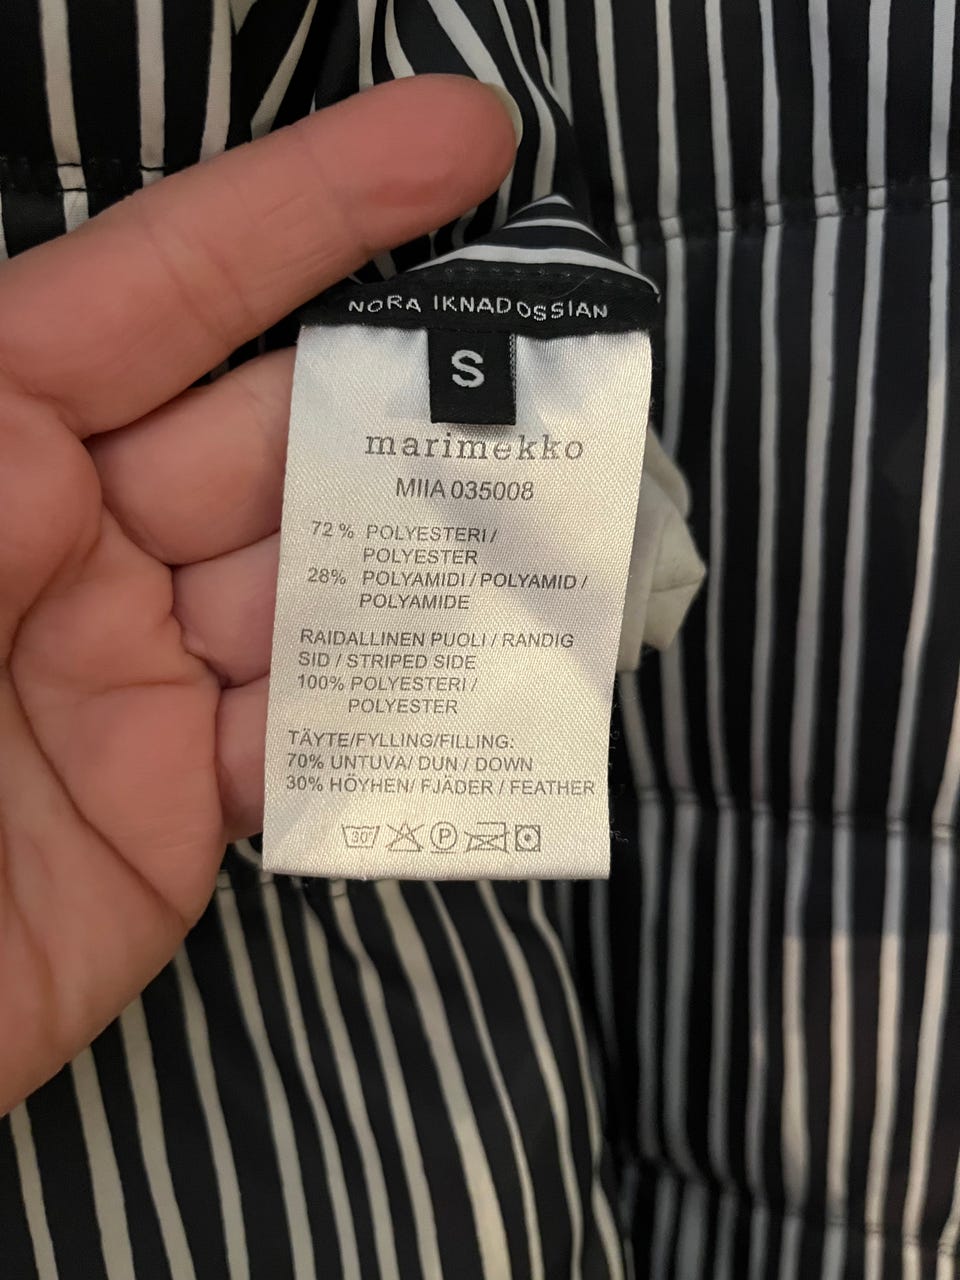 NORA IKNADOSSIAN
S
marimekko
MIIA 035008
72 % POLYESTERI /
POLYESTER
28% POLYAMIDI / POLYAMID /
POLYAMIDE
RAIDALLINEN PUOLI / RANDIG
SID / STRIPED SIDE
100% POLYESTERI /
POLYESTER
TÄYTE/FYLLING/FILLING:
70% UNTUVA/ DUN / DOWN
30% HÖYHEN/ FJÄDER / FEATHER
30° P